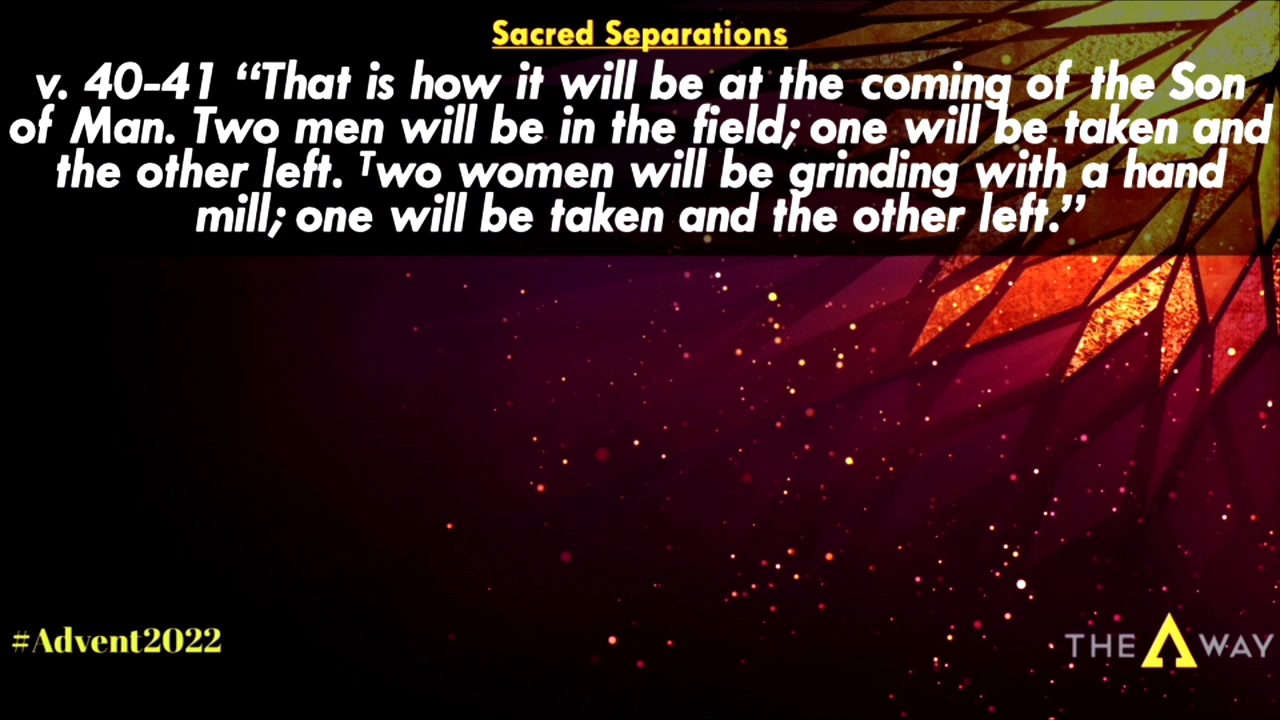 Sacred Separations
v. 40-41 “That is how it will be at the coming of the Son
of Man. Two men will be in the field; one will be taken and
the other left. ᵀwo women will be grinding with a hand
mill; one will be taken and the other left.”
#Advent2022
THE WAY